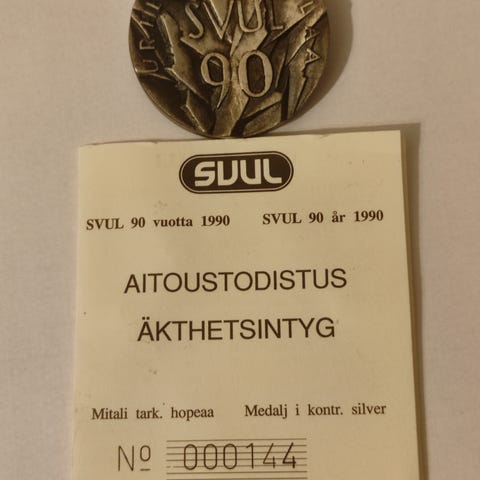 SVUL
90
SVUL
SVUL 90 vuotta 1990 SVUL 90 år 1990
AITOUSTODISTUS
ÄKTHETSINTYG
Mitali tark. hopeaa Medalj i kontr. silver
Nº 000144